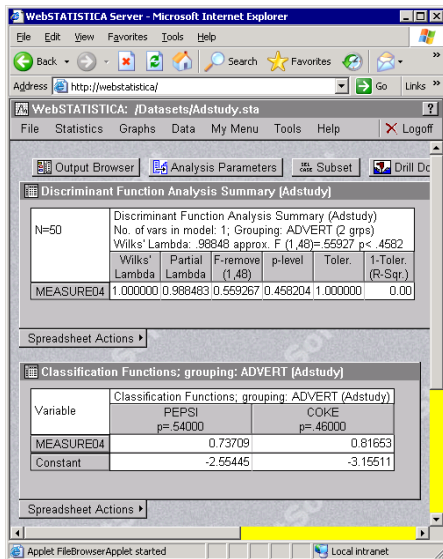 WebSTATISTICA Server - Microsoft Internet Explorer
File Edit View Favorites Tools Help
Back Search Favorites »
Address http://webstatistica/ Go Links »
WebSTATISTICA: /Datasets/Adstudy.sta ?
File Statistics Graphs Data My Menu Tools Help Logoff
Output Browser Analysis Parameters Subset Drill Do
Discriminant Function Analysis Summary (Adstudy)
N=50
Discriminant Function Analysis Summary (Adstudy)
No. of vars in model: 1; Grouping: ADVERT (2 grps)
Wilks' Lambda: .98848 approx. F (1,48)=.55927 p< .4582
Wilks' Lambda Partial Lambda F-remove (1,48) p-level Toler. 1-Toler. (R-Sqr.)
MEASURE04 1.000000 0.988483 0.559267 0.458204 1.000000 0.00
Spreadsheet Actions
Classification Functions; grouping: ADVERT (Adstudy)
Classification Functions; grouping: ADVERT (Adstudy)
Variable PEPSI p=.54000 COKE p=.46000
MEASURE04 0.73709 0.81653
Constant -2.55445 -3.15511
Spreadsheet Actions
Applet FileBrowserApplet started Local intranet